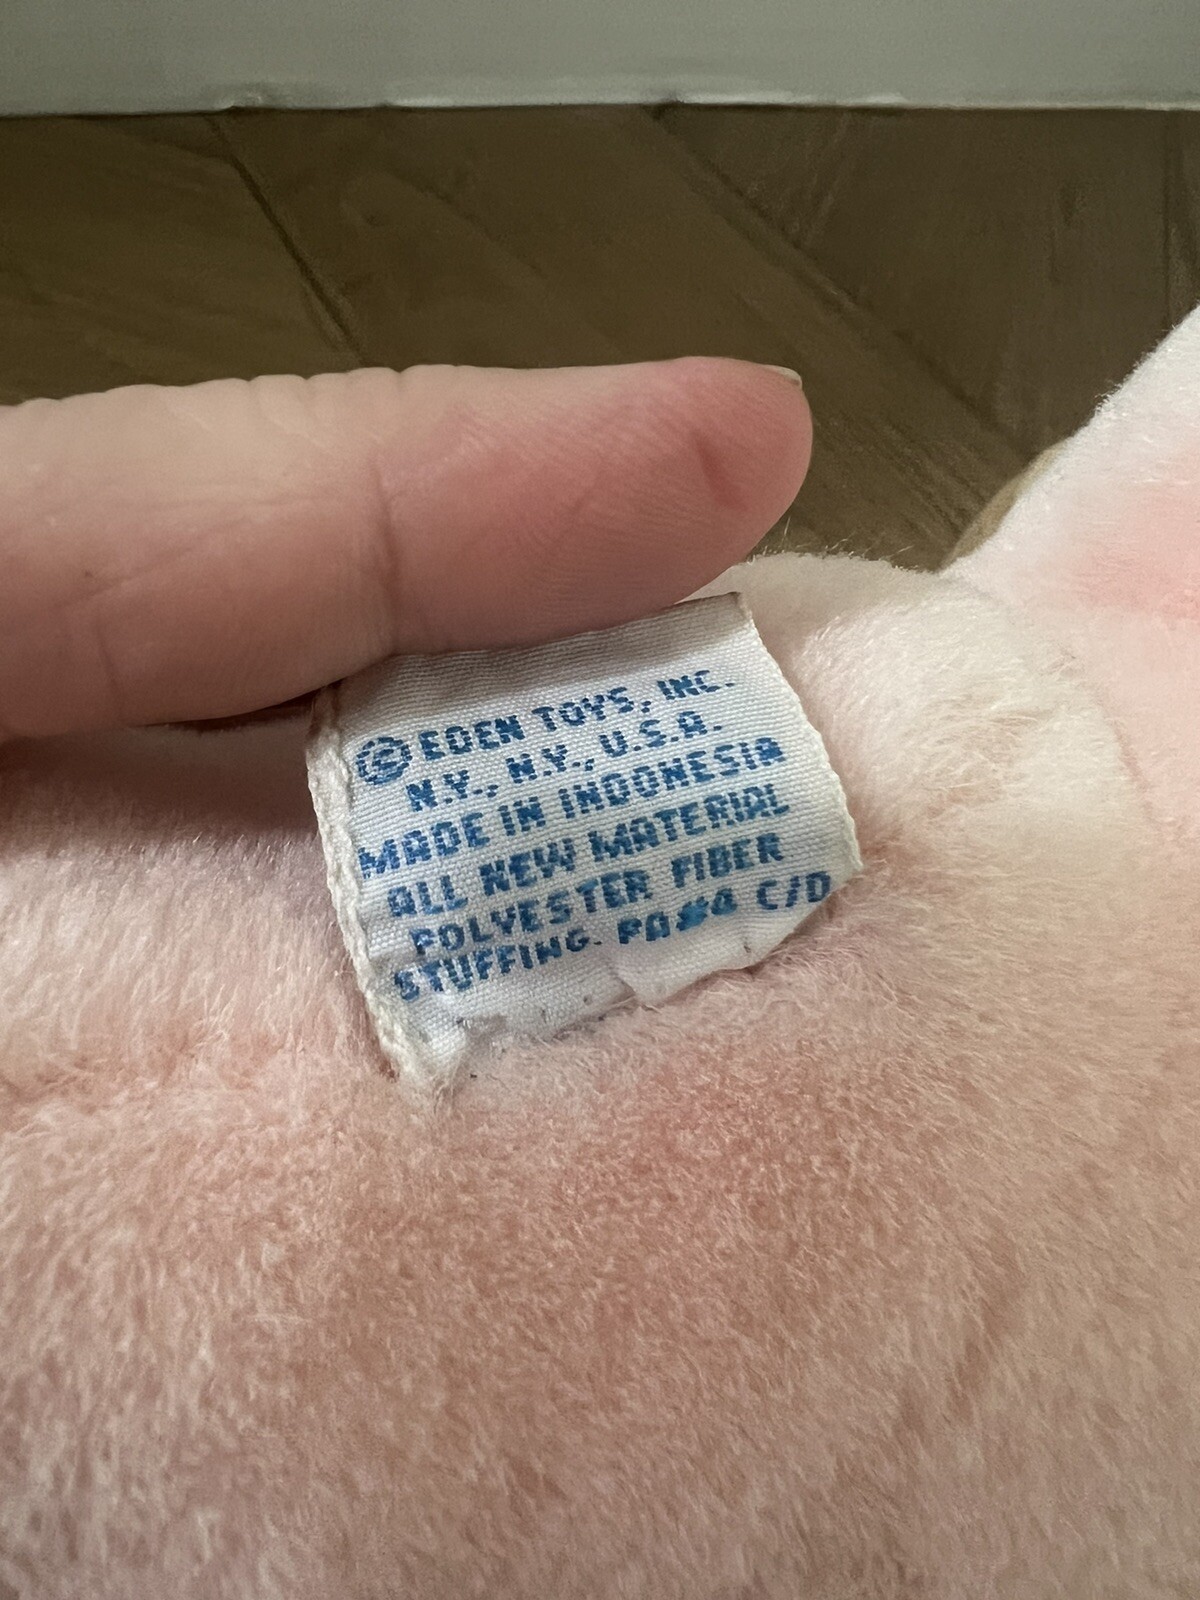 © EDEN TOYS, INC.
N.Y., N.Y., U.S.A.
MADE IN INDONESIA
ALL NEW MATERIAL
POLYESTER FIBER
STUFFING. PA#4 C/D